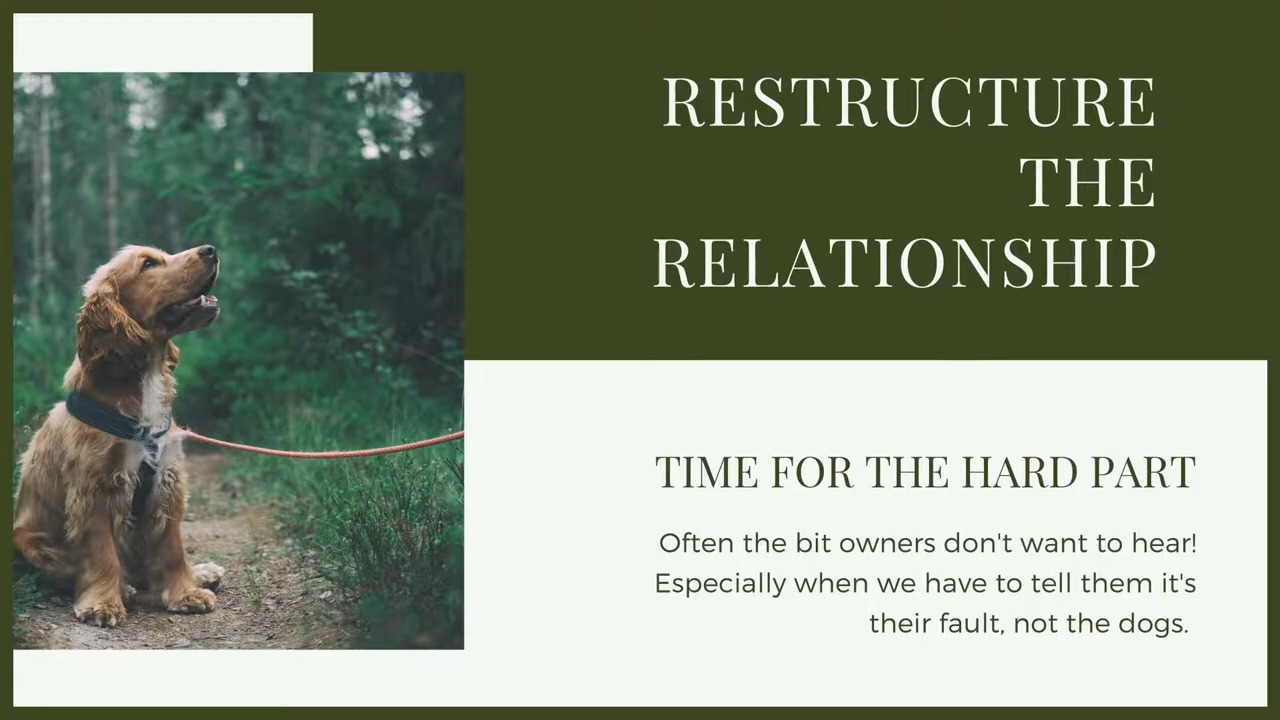 RESTRUCTURE
THE
RELATIONSHIP
TIME FOR THE HARD PART
Often the bit owners don't want to hear!
Especially when we have to tell them it's
their fault, not the dogs.